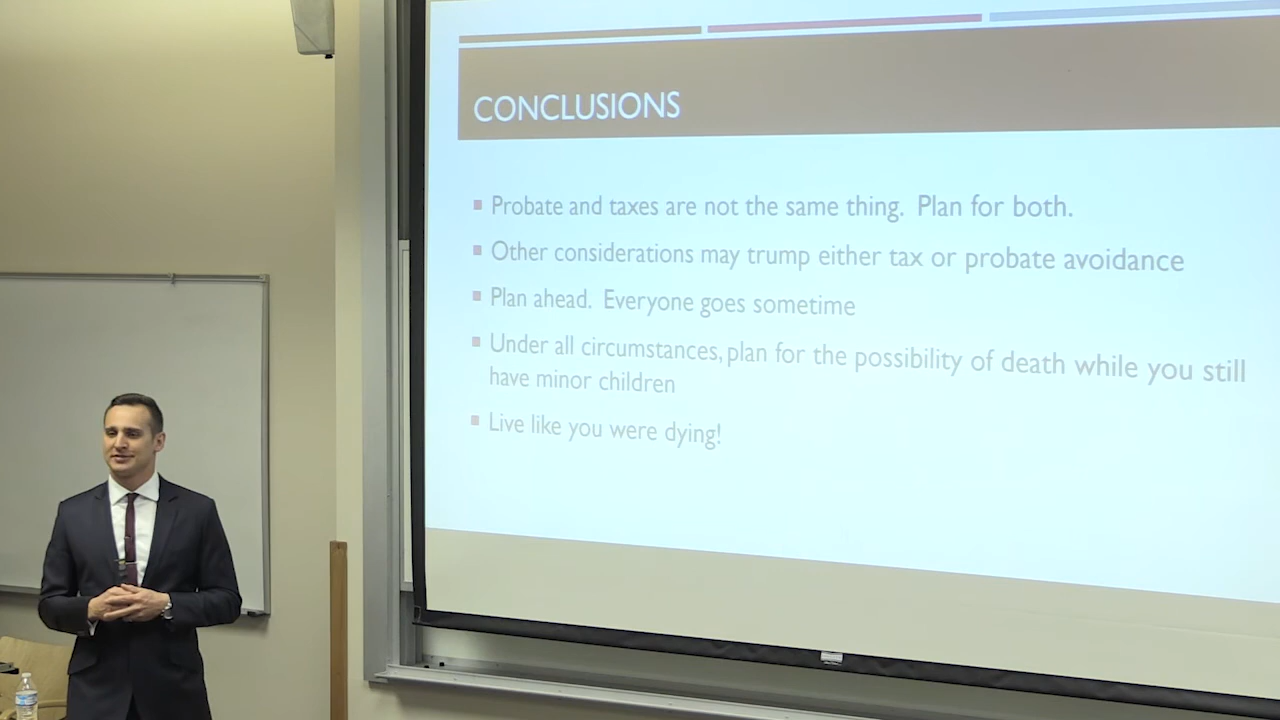 CONCLUSIONS
Probate and taxes are not the same thing. Plan for both.
Other considerations may trump either tax or probate avoidance
Plan ahead. Everyone goes sometime
Under all circumstances, plan for the possibility of death while you still
have minor children
Live like you were dying!